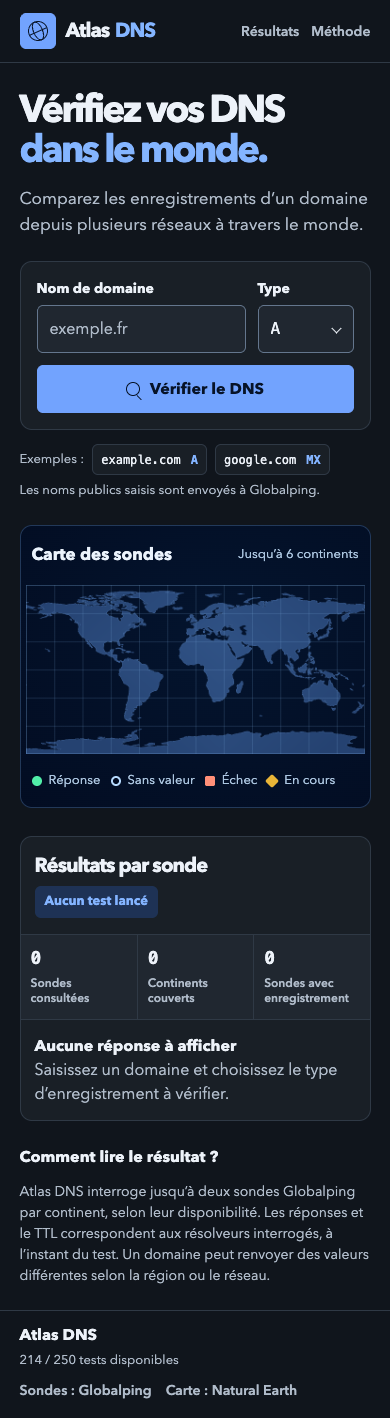 Atlas DNS
Résultats Méthode
Vérifiez vos DNS
dans le monde.
Comparez les enregistrements d’un domaine
depuis plusieurs réseaux à travers le monde.
Nom de domaine Type
exemple.fr A
Vérifier le DNS
Exemples : example.com A google.com MX
Les noms publics saisis sont envoyés à Globalping.
Carte des sondes Jusqu’à 6 continents
Réponse Sans valeur Échec En cours
Résultats par sonde
Aucun test lancé
0 0 0
Sondes Continents Sondes avec
consultées couverts enregistrement
Aucune réponse à afficher
Saisissez un domaine et choisissez le type
d’enregistrement à vérifier.
Comment lire le résultat ?
Atlas DNS interroge jusqu’à deux sondes Globalping
par continent, selon leur disponibilité. Les réponses et
le TTL correspondent aux résolveurs interrogés, à
l’instant du test. Un domaine peut renvoyer des valeurs
différentes selon la région ou le réseau.
Atlas DNS
214 / 250 tests disponibles
Sondes : Globalping Carte : Natural Earth